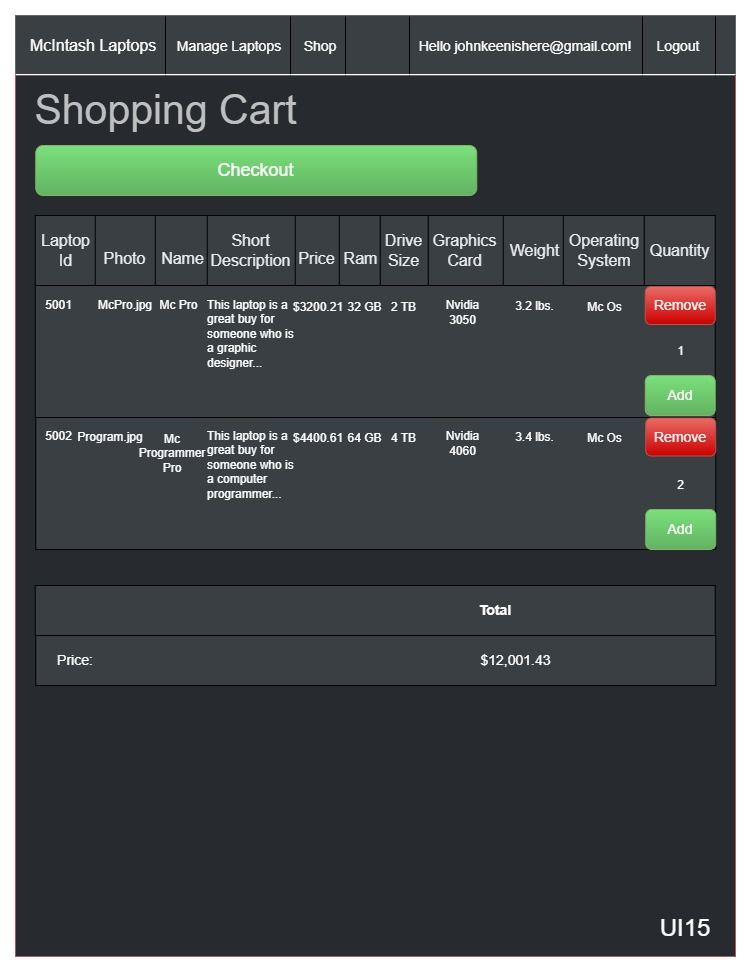 McIntash Laptops Manage Laptops Shop Hello johnkeenishere@gmail.com! Logout
Shopping Cart
Checkout
Laptop Id Photo Name Short Description Price Ram Drive Size Graphics Card Weight Operating System Quantity
5001 McPro.jpg Mc Pro This laptop is a $3200.21 32 GB 2 TB Nvidia 3.2 lbs. Mc Os Remove
great buy for 3050
someone who is
a graphic 1
designer...
Add
5002 Program.jpg Mc This laptop is a $4400.61 64 GB 4 TB Nvidia 3.4 lbs. Mc Os Remove
Programmer great buy for 4060
Pro someone who is
a computer 2
programmer...
Add
Total
Price: $12,001.43
UI15